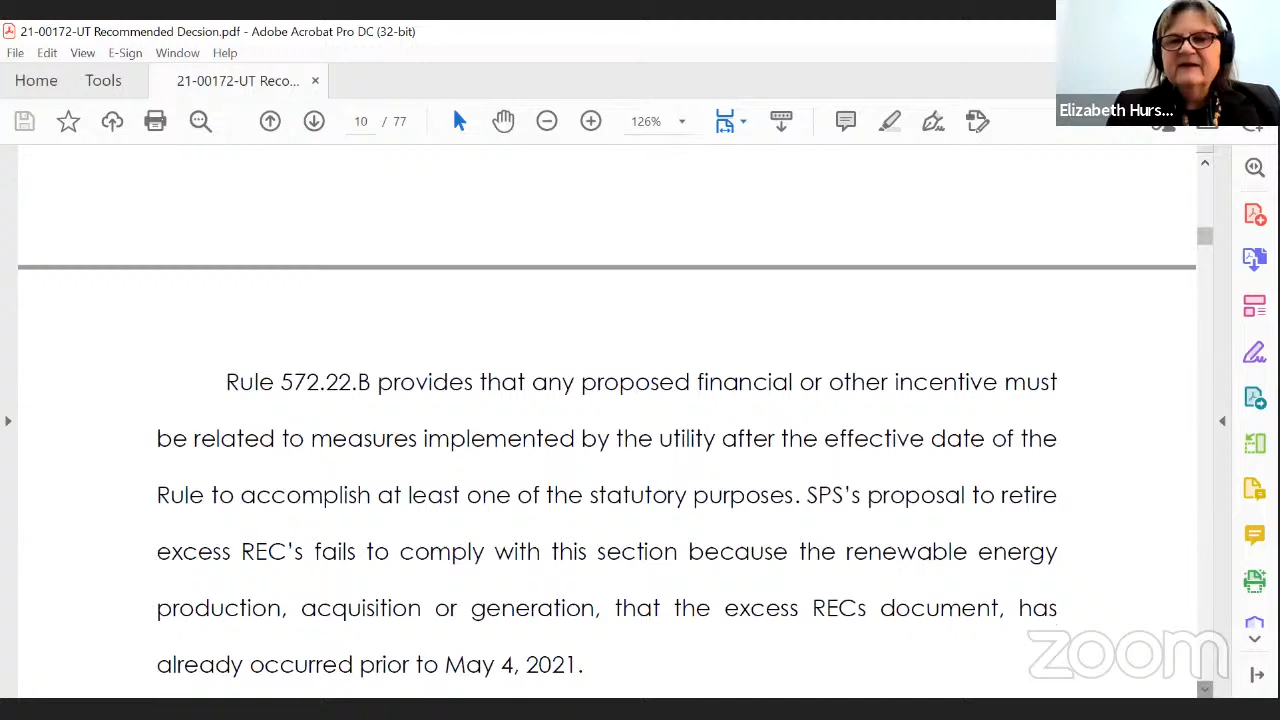 21-00172-UT Recommended Decsion.pdf - Adobe Acrobat Pro DC (32-bit)
File Edit View E-Sign Window Help
Home Tools 21-00172-UT Reco... ×
10 / 77 126%
Elizabeth Hurs...
Rule 572.22.B provides that any proposed financial or other incentive must
be related to measures implemented by the utility after the effective date of the
Rule to accomplish at least one of the statutory purposes. SPS’s proposal to retire
excess REC’s fails to comply with this section because the renewable energy
production, acquisition or generation, that the excess RECs document, has
already occurred prior to May 4, 2021.
zoom